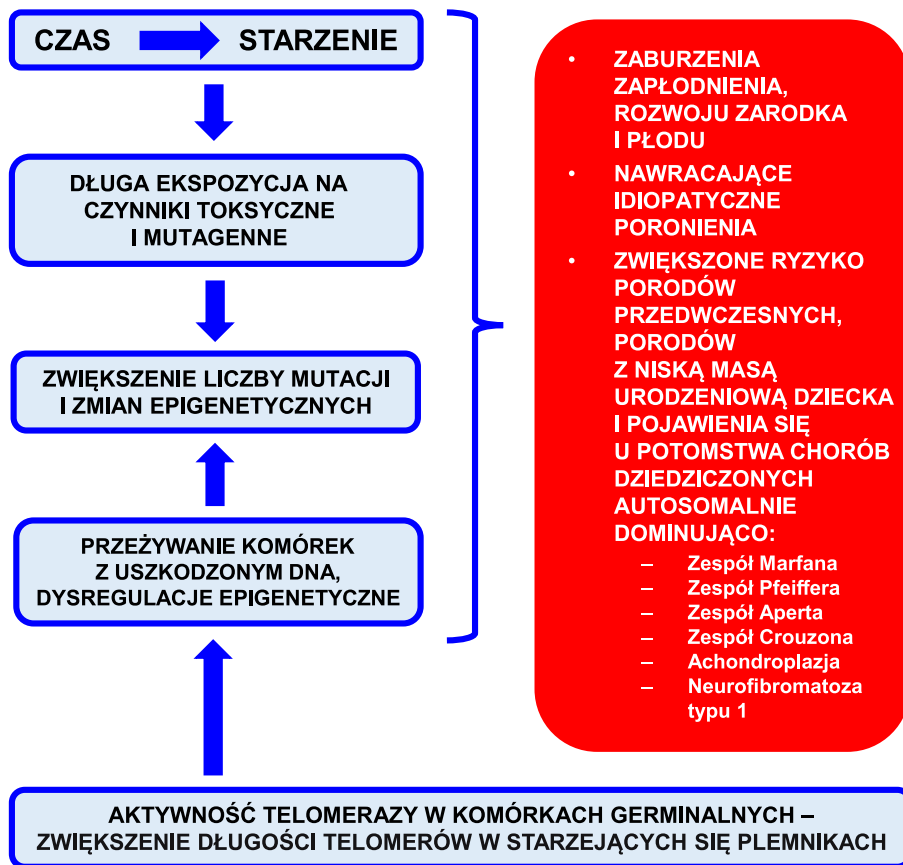 CZAS STARZENIE
DŁUGA EKSPOZYCJA NA
CZYNNIKI TOKSYCZNE
I MUTAGENNE
ZWIĘKSZENIE LICZBY MUTACJI
I ZMIAN EPIGENETYCZNYCH
PRZEŻYWANIE KOMÓREK
Z USZKODZONYM DNA,
DYSREGULACJE EPIGENETYCZNE
• ZABURZENIA
ZAPŁODNIENIA,
ROZWOJU ZARODKA
I PŁODU
• NAWRACAJĄCE
IDIOPATYCZNE
PORONIENIA
• ZWIĘKSZONE RYZYKO
PORODÓW
PRZEDWCZESNYCH,
PORODÓW
Z NISKĄ MASĄ
URODZENIOWĄ DZIECKA
I POJAWIENIA SIĘ
U POTOMSTWA CHORÓB
DZIEDZICZONYCH
AUTOSOMALNIE
DOMINUJĄCO:
– Zespół Marfana
– Zespół Pfeiffera
– Zespół Aperta
– Zespół Crouzona
– Achondroplazja
– Neurofibromatoza
typu 1
AKTYWNOŚĆ TELOMERAZY W KOMÓRKACH GERMINALNYCH –
ZWIĘKSZENIE DŁUGOŚCI TELOMERÓW W STARZEJĄCYCH SIĘ PLEMNIKACH